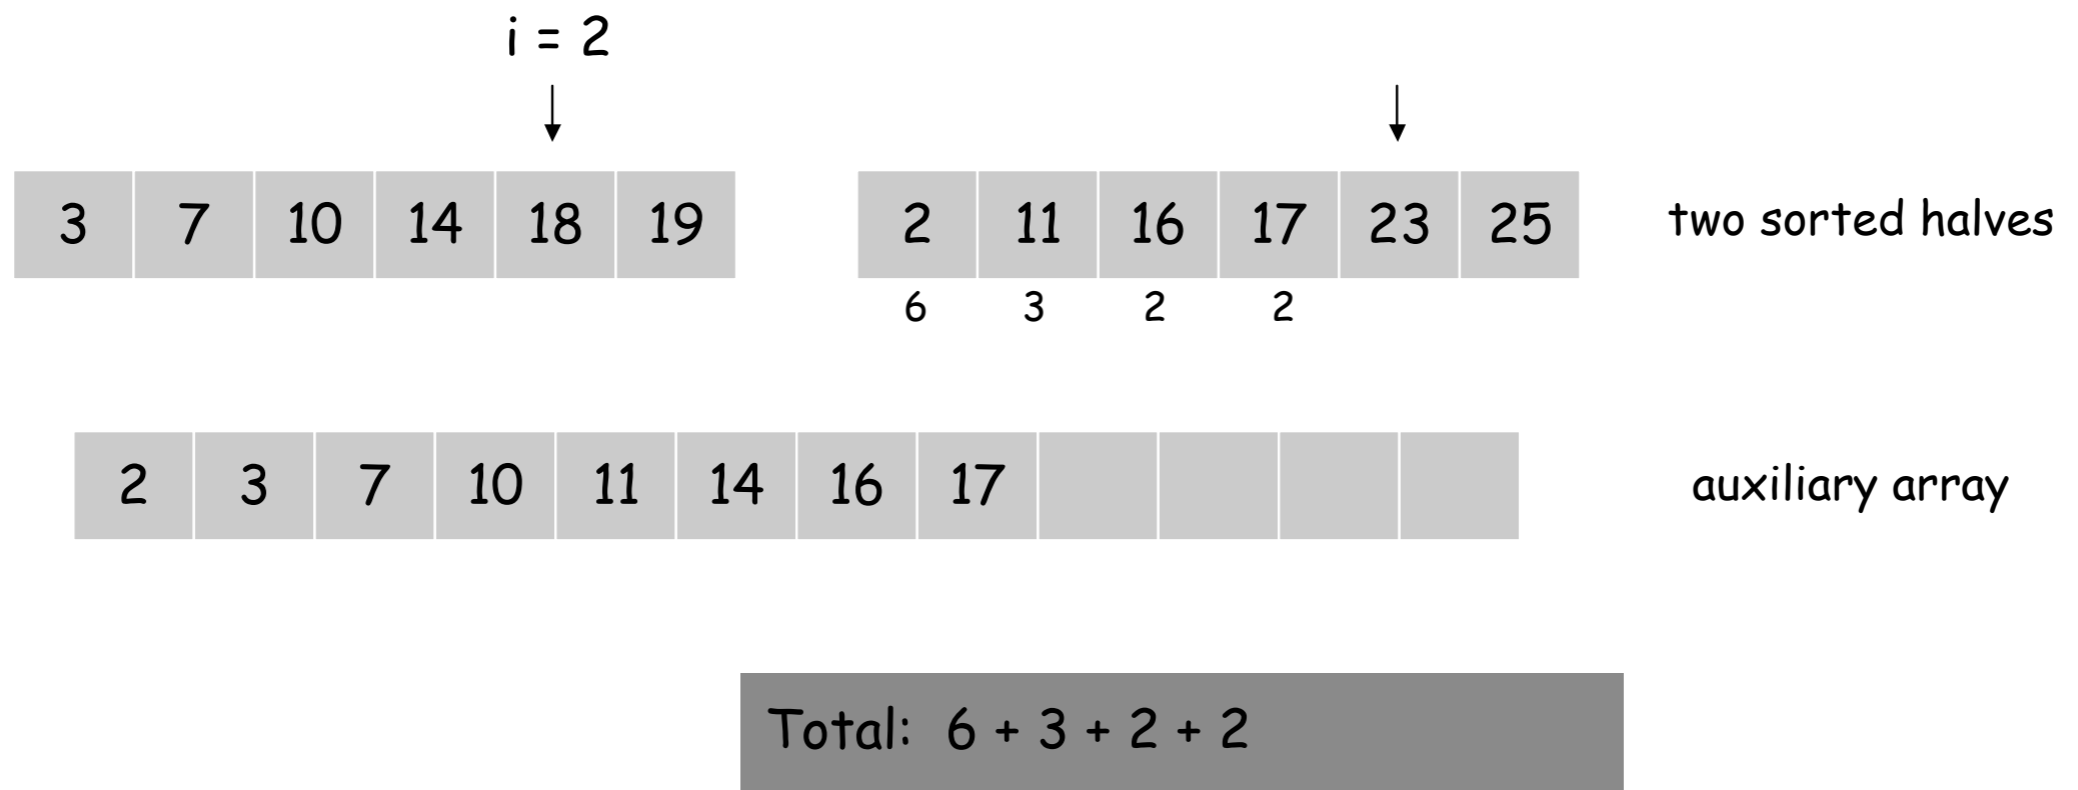 i = 2
3 7 10 14 18 19 2 11 16 17 23 25 two sorted halves
6 3 2 2
2 3 7 10 11 14 16 17 auxiliary array
Total: 6 + 3 + 2 + 2